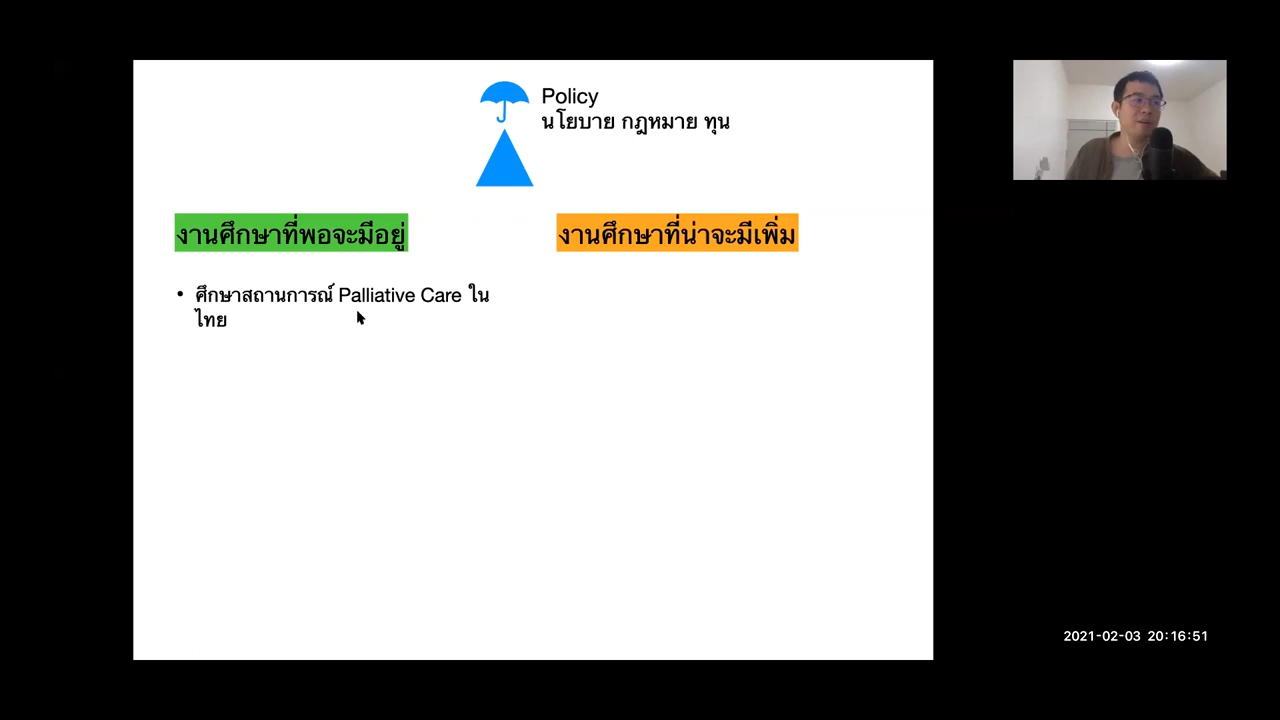 Policy
นโยบาย กฎหมาย ทุน
งานศึกษาที่พอจะมีอยู่
งานศึกษาที่น่าจะมีเพิ่ม
• ศึกษาสถานการณ์ Palliative Care ใน
ไทย
2021-02-03 20:16:51